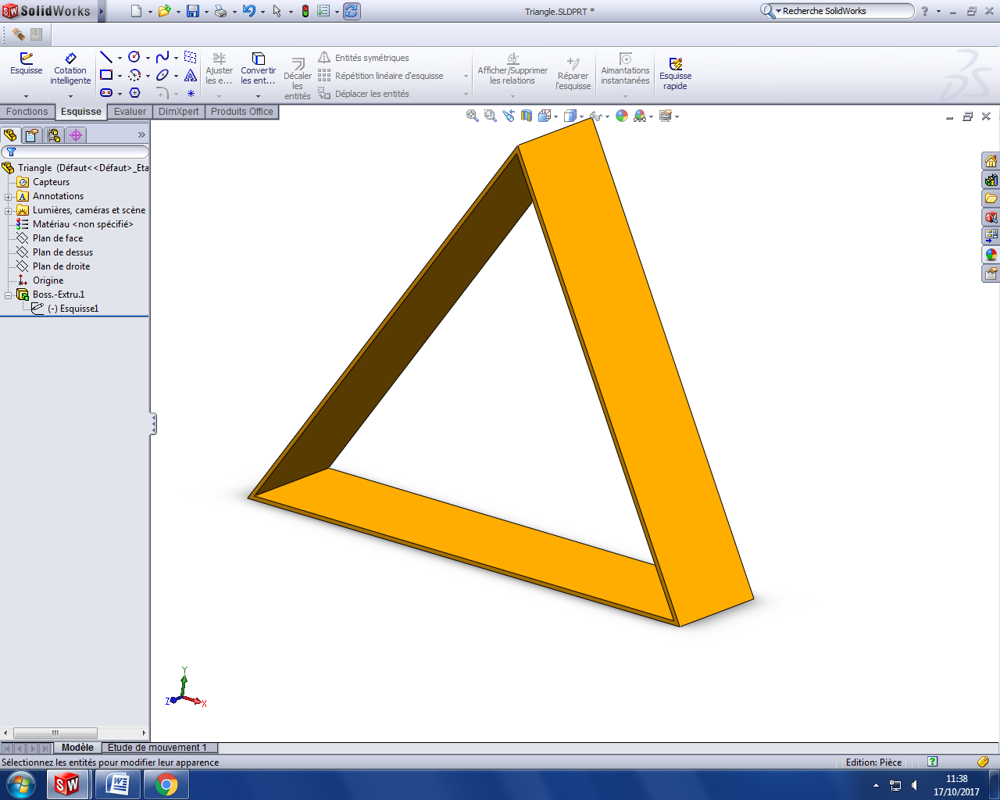 SolidWorks
Triangle.SLDPRT *
Recherche SolidWorks
?
Esquisse
Cotation
intelligente
Ajuster
les e...
Convertir
les ent...
Décaler
les
entités
Entités symétriques
Répétition linéaire d'esquisse
Déplacer les entités
Afficher/Supprimer
les relations
Réparer
l'esquisse
Aimantations
instantanées
Esquisse
rapide
Fonctions
Esquisse
Evaluer
DimXpert
Produits Office
Triangle (Défaut<<Défaut>_Eta
Capteurs
Annotations
Lumières, caméras et scène
Matériau <non spécifié>
Plan de face
Plan de dessus
Plan de droite
Origine
Boss.-Extru.1
(-) Esquisse1
Y
Z
X
Modèle
Etude de mouvement 1
Sélectionnez les entités pour modifier leur apparence
Edition: Pièce
?
SW
W
11:38
17/10/2017